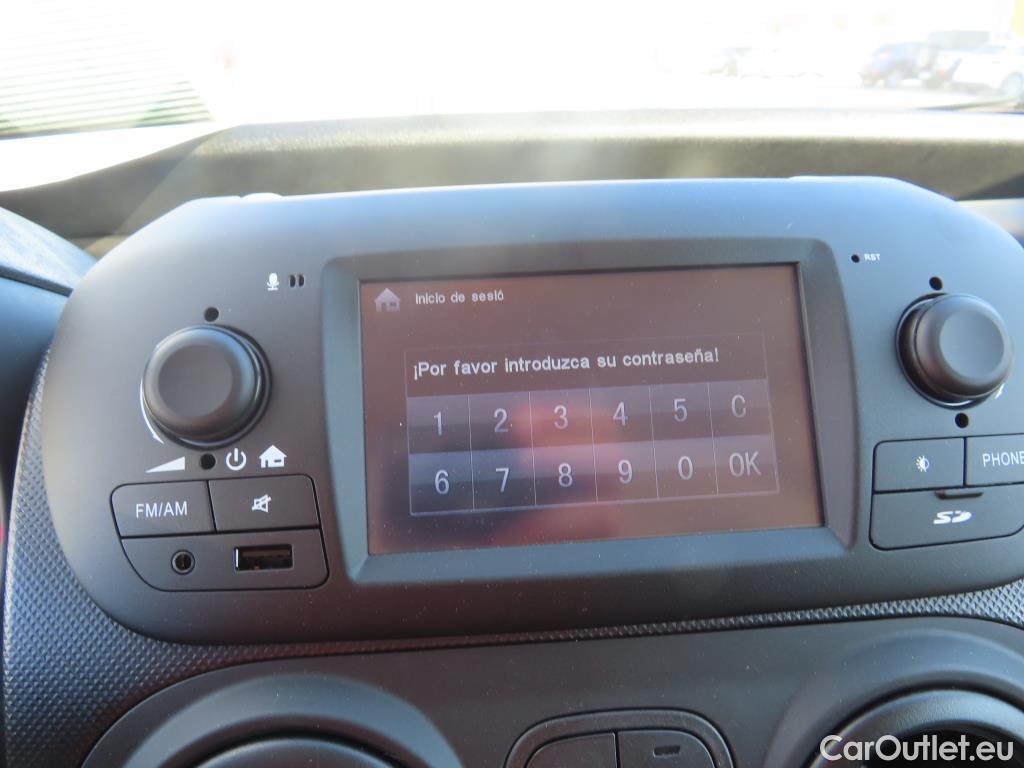 RST
Inicio de sesió
¡Por favor introduzca su contraseña!
1 2 3 4 5 C
6 7 8 9 0 OK
FM/AM
PHONE
SD
CarOutlet.eu